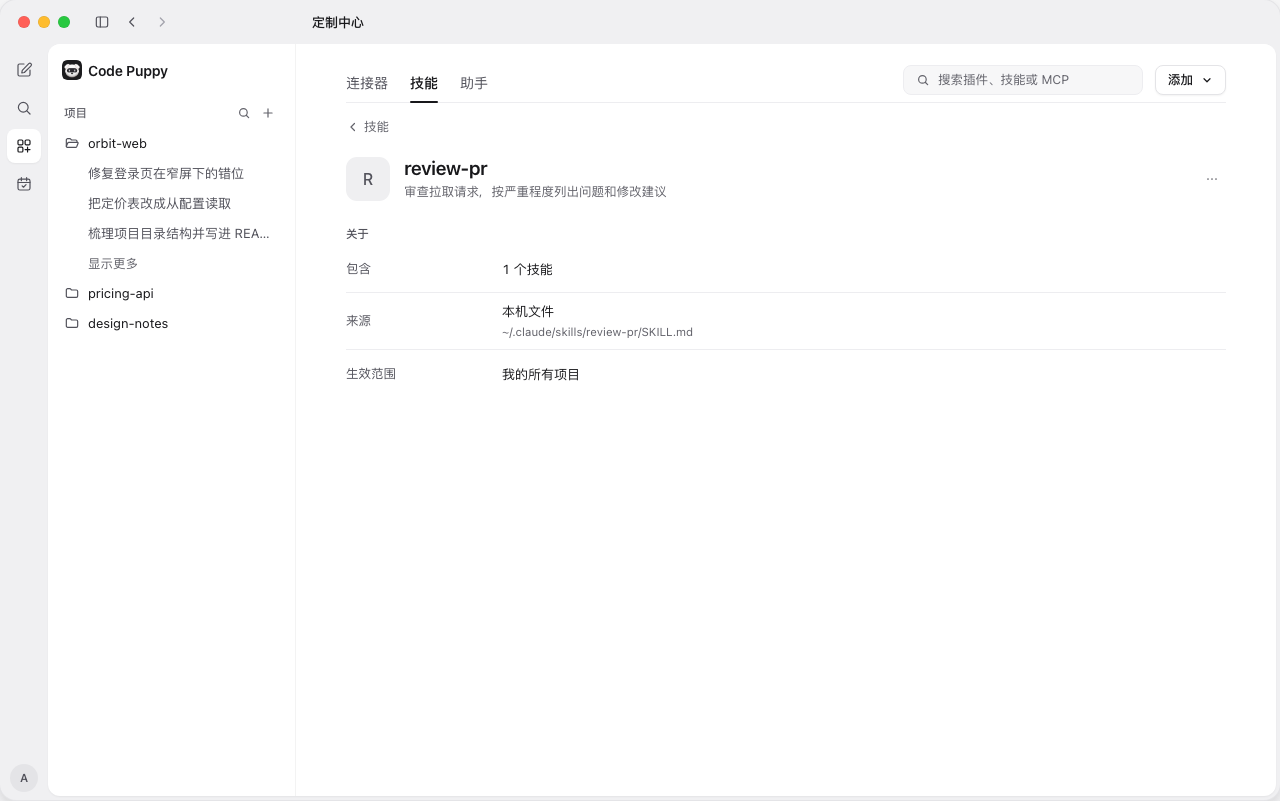 定制中心
Code Puppy
项目
orbit-web
修复登录页在窄屏下的错位
把定价表改成从配置读取
梳理项目目录结构并写进 REA...
显示更多
pricing-api
design-notes
A
连接器
技能
助手
搜索插件、技能或 MCP
添加
技能
R
review-pr
审查拉取请求，按严重程度列出问题和修改建议
关于
包含
1 个技能
来源
本机文件
~/.claude/skills/review-pr/SKILL.md
生效范围
我的所有项目